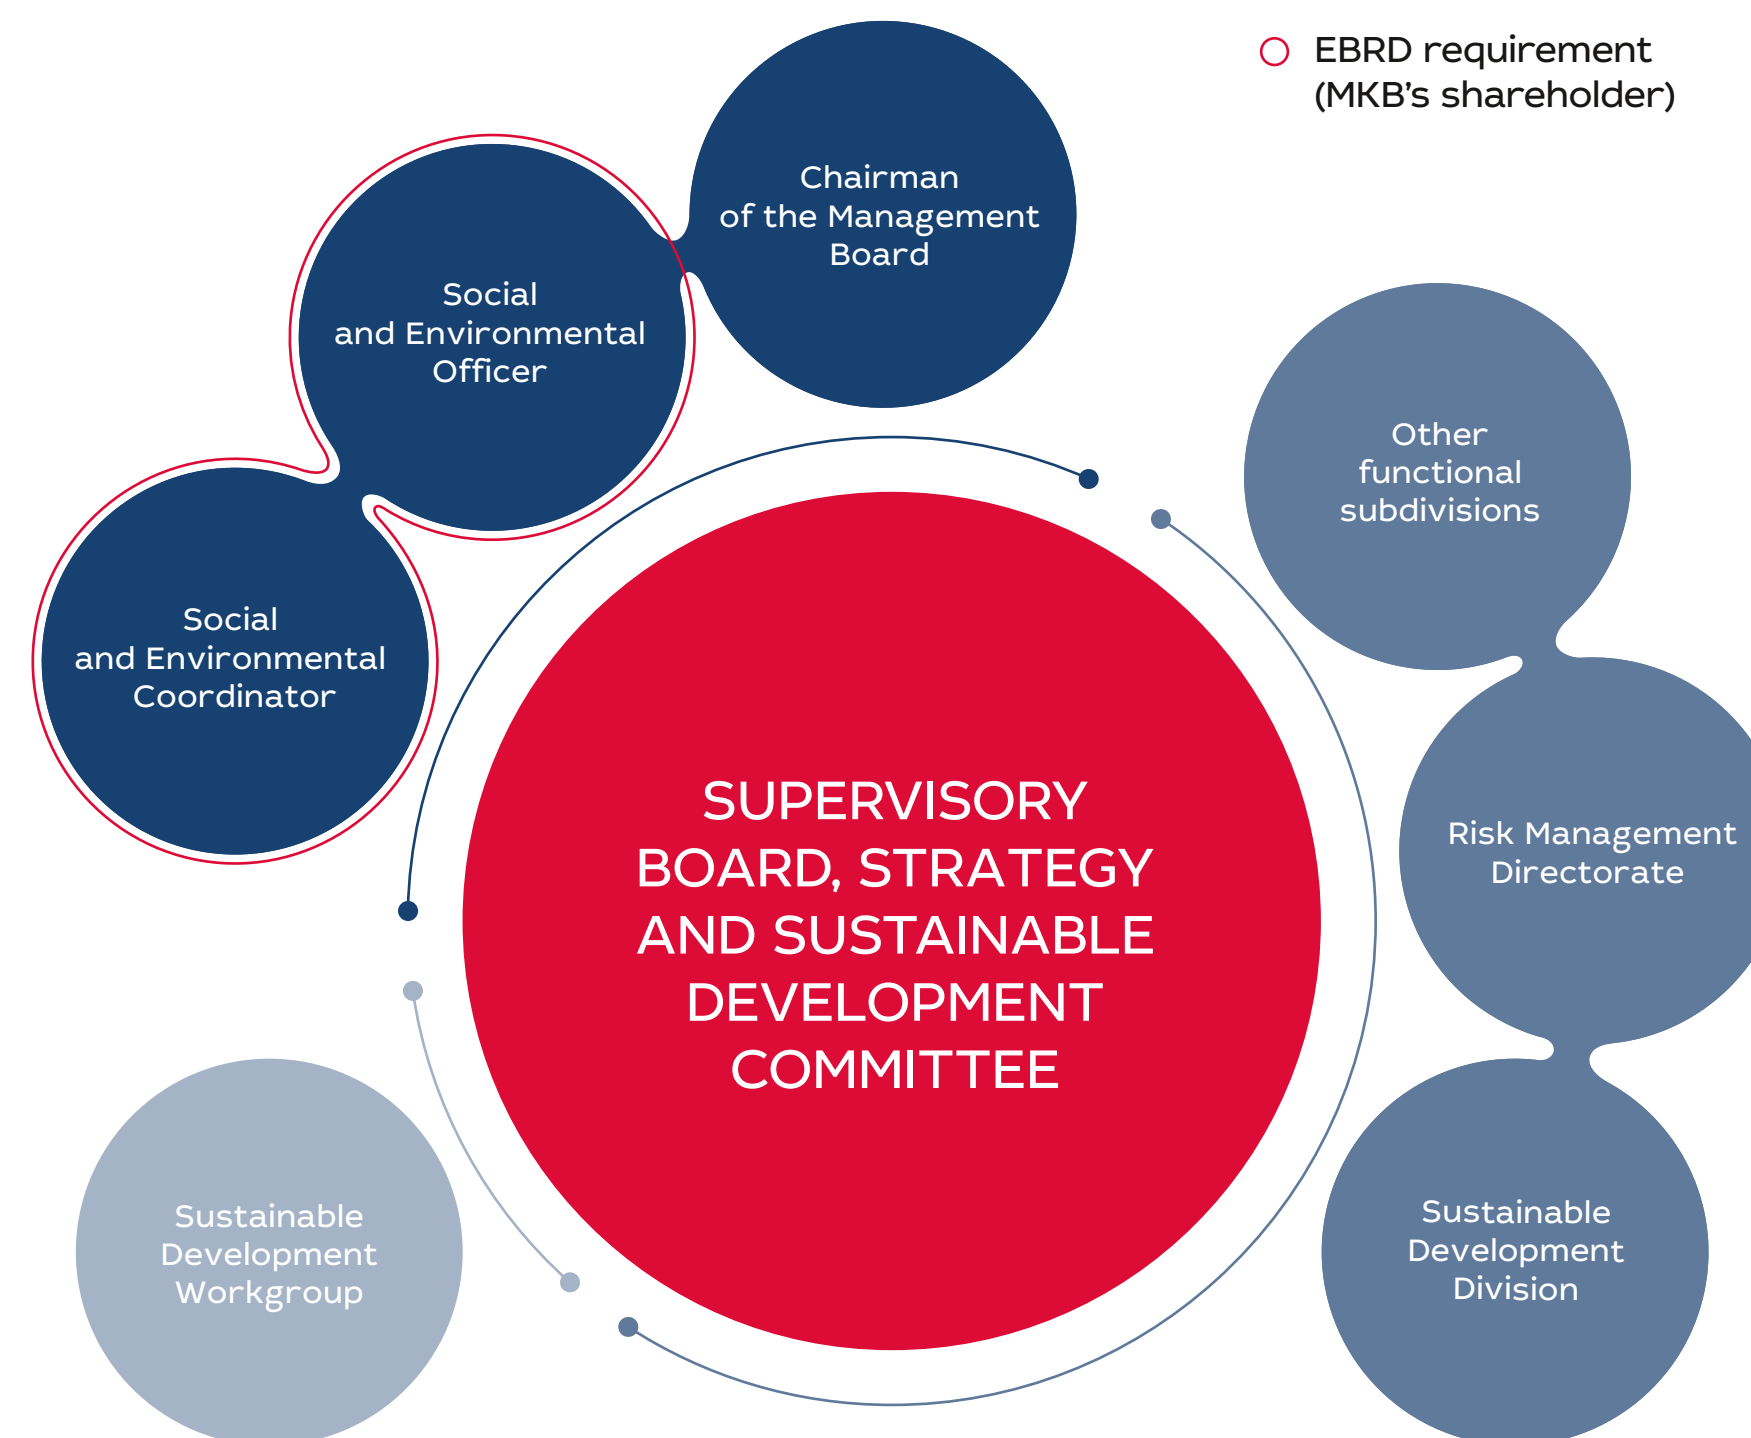 EBRD requirement
(MKB’s shareholder)
Chairman
of the Management
Board
Social
and Environmental
Officer
Social
and Environmental
Coordinator
Other
functional
subdivisions
Risk Management
Directorate
SUPERVISORY
BOARD, STRATEGY
AND SUSTAINABLE
DEVELOPMENT
COMMITTEE
Sustainable
Development
Workgroup
Sustainable
Development
Division